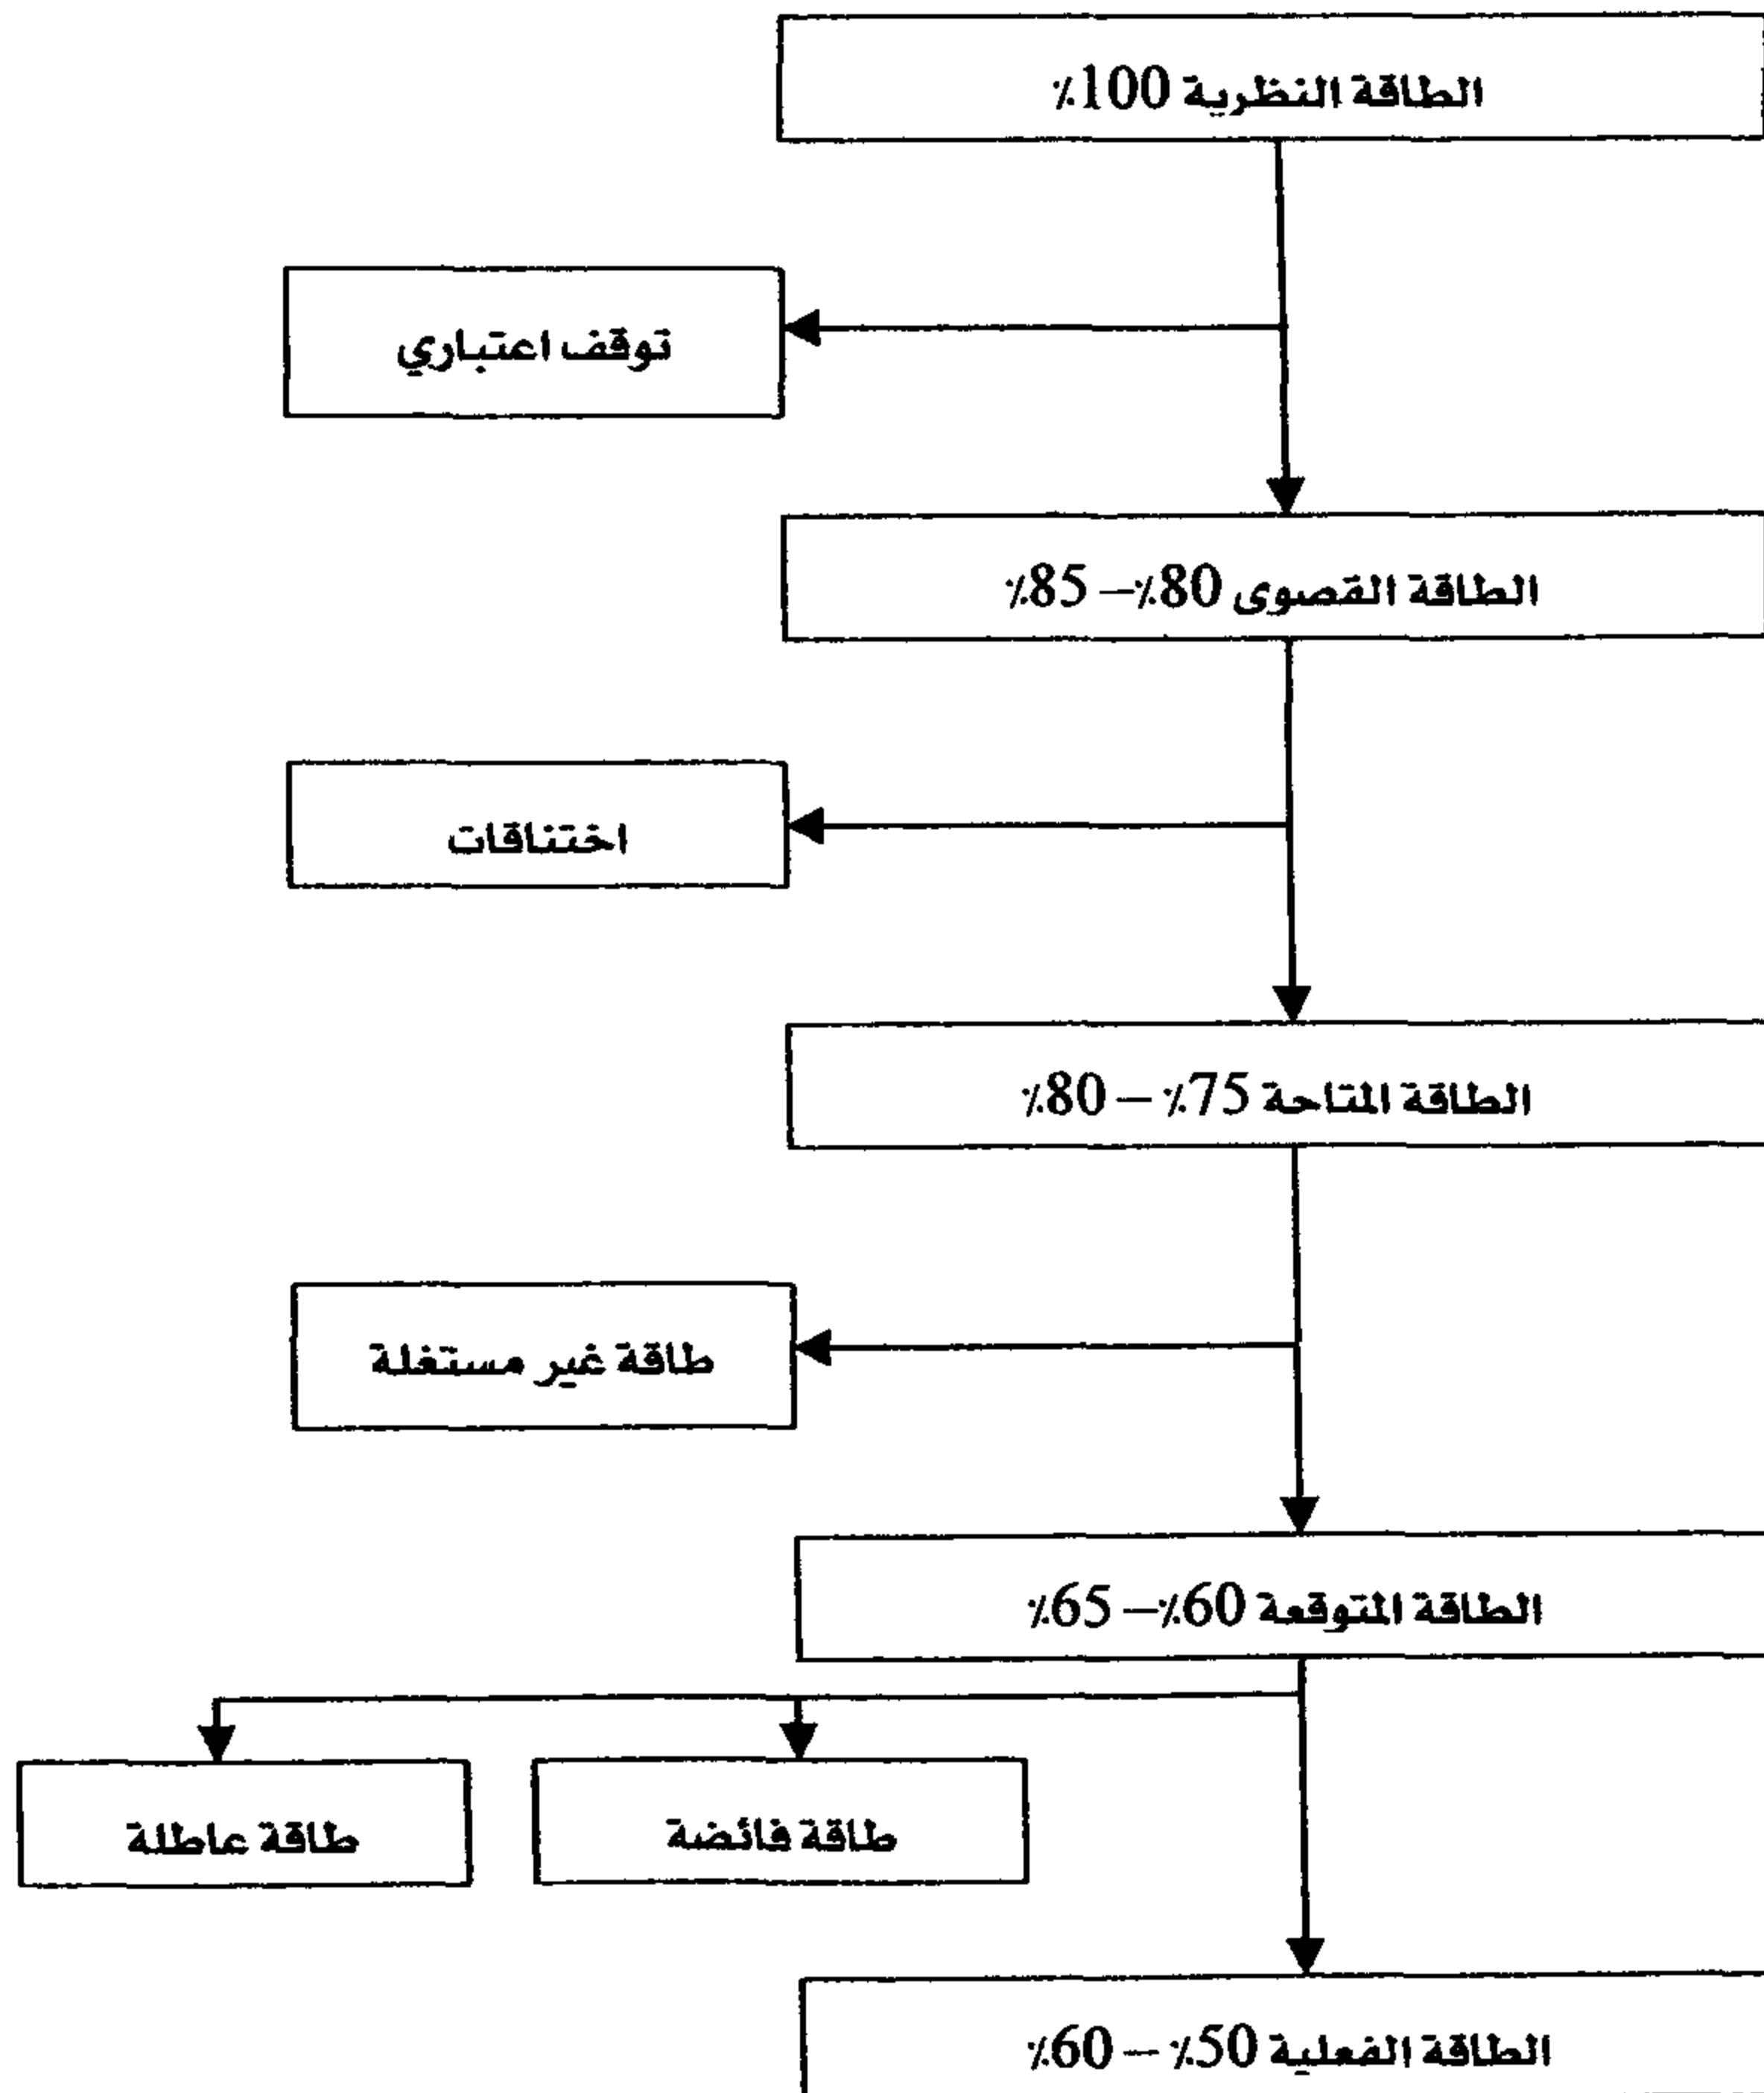 الطاقة النظرية 100٪
توقف اعتباري
الطاقة القصوى 80٪– 85٪
اختناقات
الطاقة المتاحة 75٪ – 80٪
طاقة غير مستغلة
الطاقة المتوقعة 60٪– 65٪
طاقة فائضة
طاقة عاطلة
الطاقة الفعلية 50٪ – 60٪